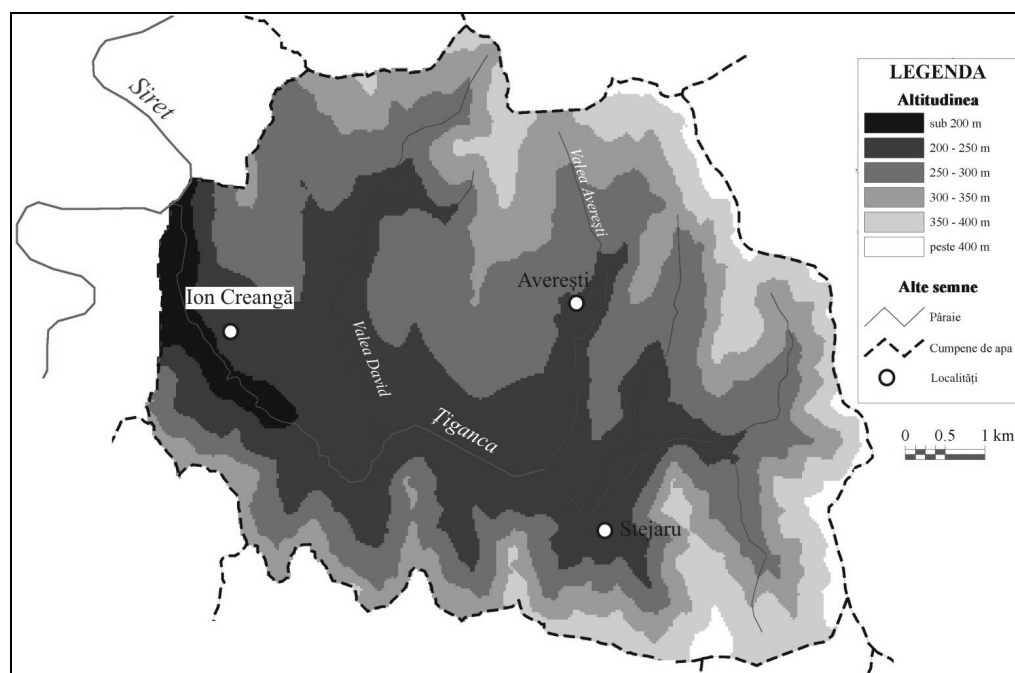 Siret
Valea Averești
Averești
Ion Creangă
Valea David
Țiganca
Stejaru
LEGENDA
Altitudinea
sub 200 m
200 - 250 m
250 - 300 m
300 - 350 m
350 - 400 m
peste 400 m
Alte semne
Pâraie
Cumpene de apa
Localități
0 0.5 1 km